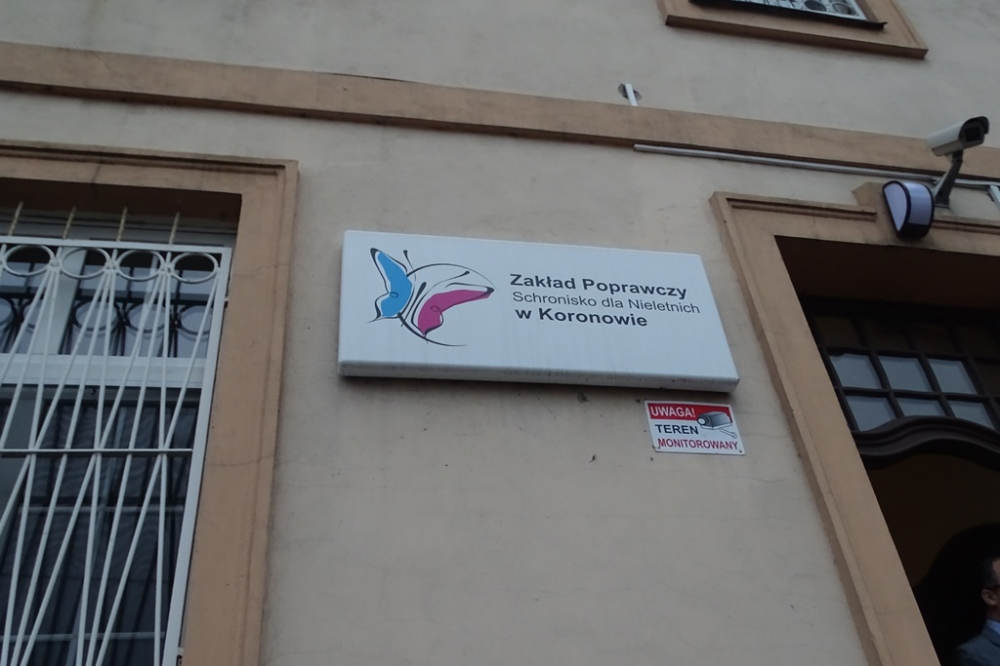 Zakład Poprawczy
Schronisko dla Nieletnich
w Koronowie
UWAGA!
TEREN
MONITOROWANY